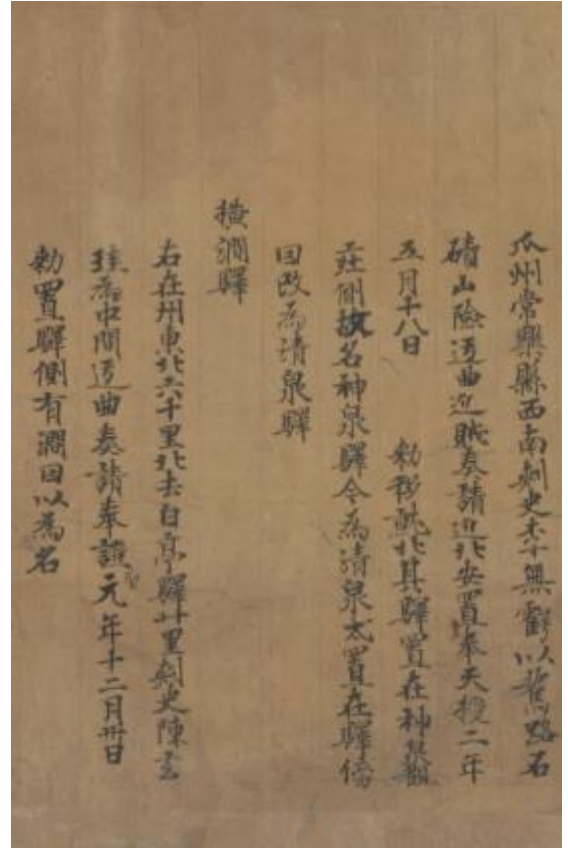 瓜州常樂縣西南刺史李無虧以舊路石
磧山險迂曲近賊奏請近北安置奉天授二年
五月十八日 勅移就北其驛置在神泉觀
莊側故名神泉驛今為清泉戍置在驛傍
因改為清泉驛
橫澗驛
右在州東北六十里北去白亭驛廿里刺史陳玄
珪為中間迂曲奏請奉證元年十二月卅日
勅置驛側有澗因以為名